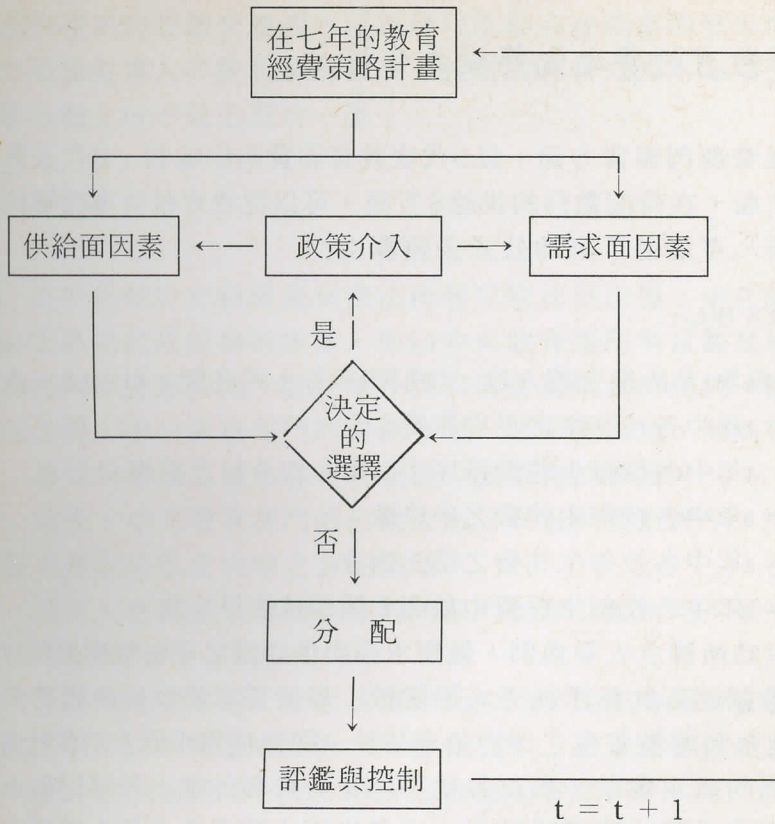 在七年的教育
經費策略計畫
供給面因素
政策介入
需求面因素
是
決定
的
選擇
否
分 配
評鑑與控制
t = t + 1